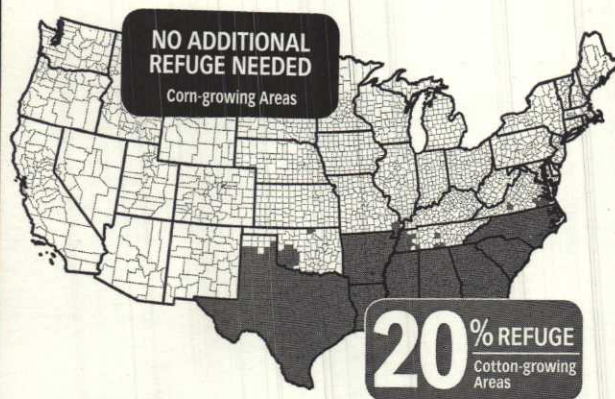 NO ADDITIONAL
REFUGE NEEDED
Corn-growing Areas
20% REFUGE
Cotton-growing
Areas